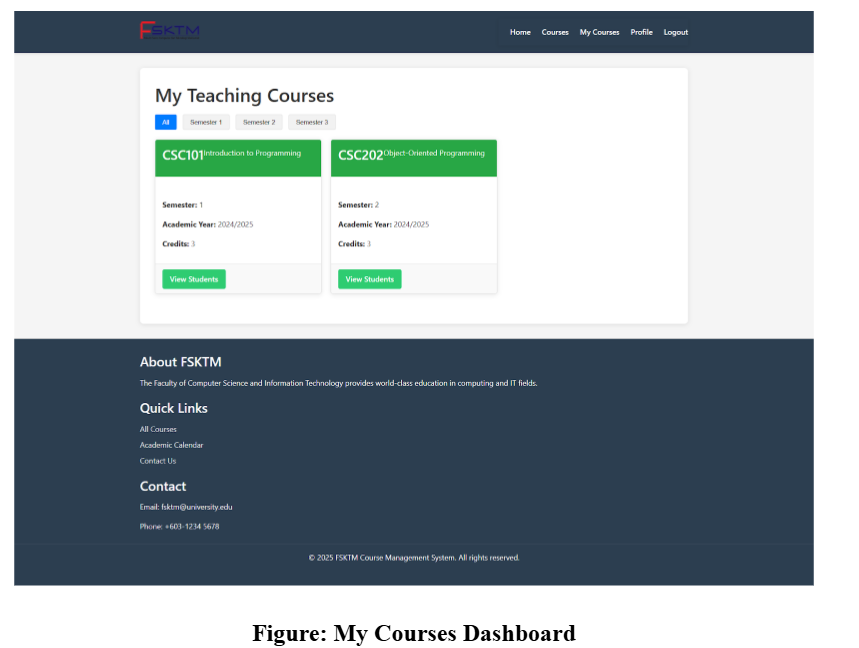 FSKTM
Home Courses My Courses Profile Logout
My Teaching Courses
All Semester 1 Semester 2 Semester 3
CSC101 Introduction to Programming
Semester: 1
Academic Year: 2024/2025
Credits: 3
View Students
CSC202 Object-Oriented Programming
Semester: 2
Academic Year: 2024/2025
Credits: 3
View Students
About FSKTM
The Faculty of Computer Science and Information Technology provides world-class education in computing and IT fields.
Quick Links
All Courses
Academic Calendar
Contact Us
Contact
Email: fsktm@university.edu
Phone: +603-1234 5678
© 2025 FSKTM Course Management System. All rights reserved.
Figure: My Courses Dashboard